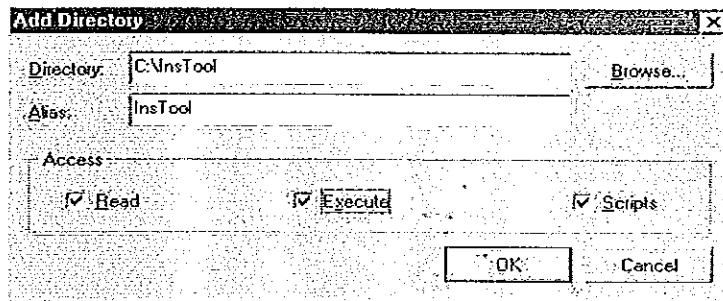 Add Directory
Directory: C:\InsTool Browse...
Alias: InsTool
Access
Read Execute Scripts
OK Cancel